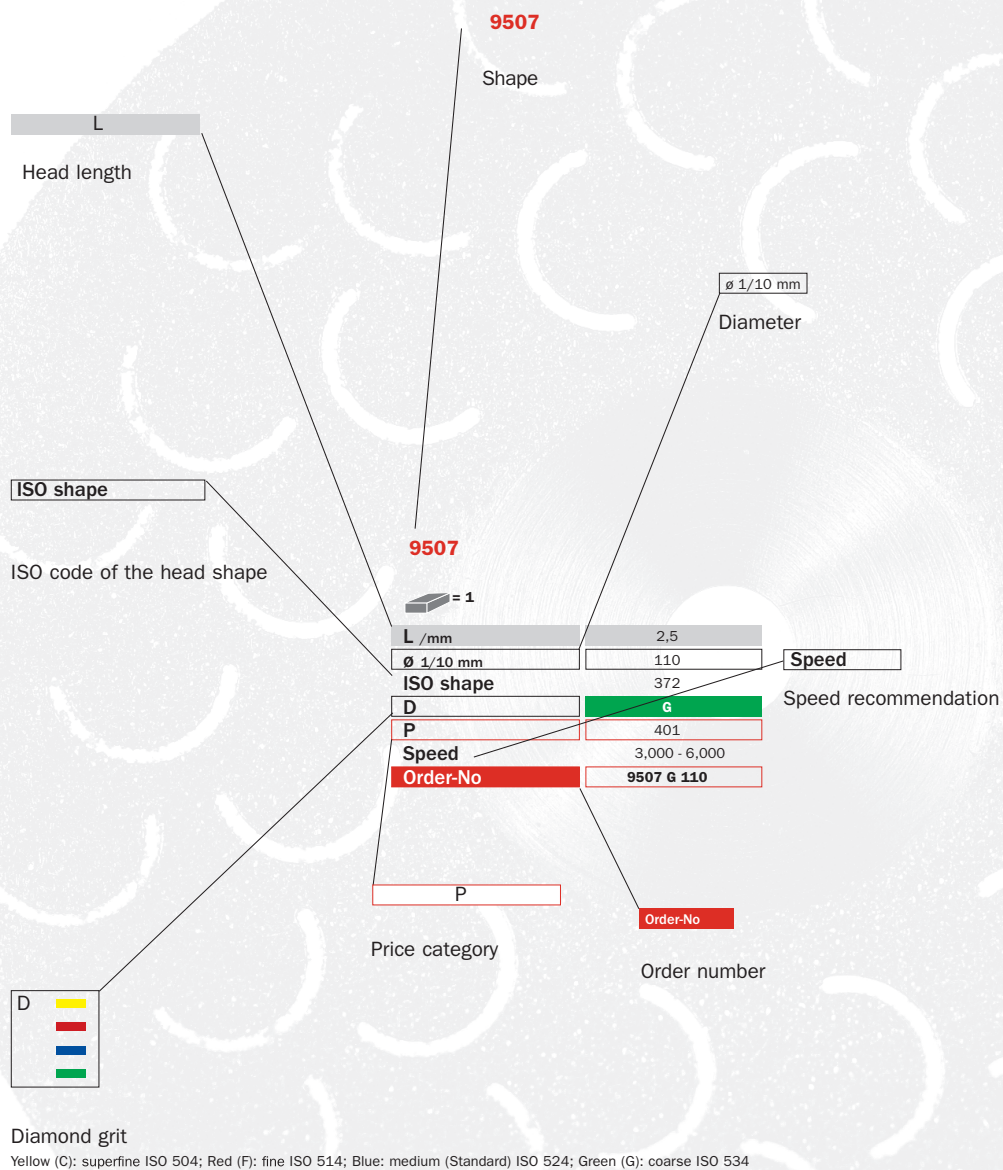 9507
Shape
L
Head length
ø 1/10 mm
Diameter
ISO shape
ISO code of the head shape
9507
= 1
L /mm 2,5
Ø 1/10 mm 110
ISO shape 372
D G
P 401
Speed 3,000 - 6,000
Order-No 9507 G 110
Speed
Speed recommendation
P
Price category
Order-No
Order number
D
Diamond grit
Yellow (C): superfine ISO 504; Red (F): fine ISO 514; Blue: medium (Standard) ISO 524; Green (G): coarse ISO 534